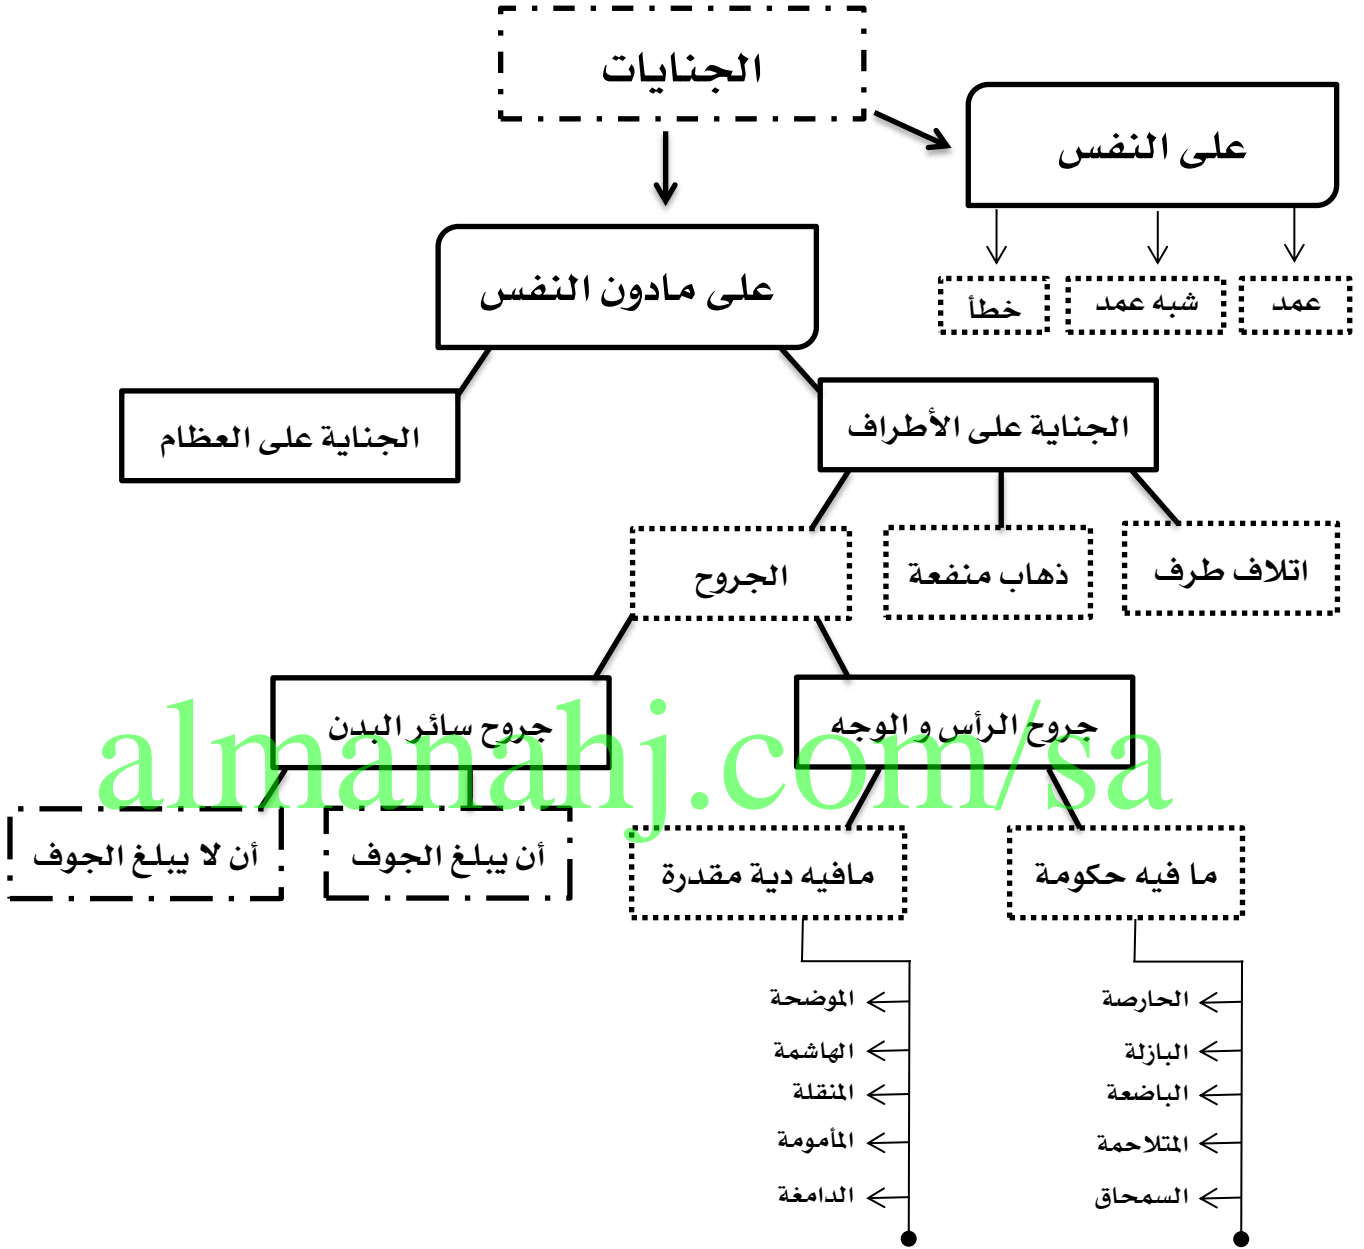 الجنايات
على النفس
عمد
شبه عمد
خطأ
على مادون النفس
الجناية على الأطراف
الجناية على العظام
اتلاف طرف
ذهاب منفعة
الجروح
جروح الرأس و الوجه
جروح سائر البدن
almanahj.com/sa
ما فيه حكومة
مافيه دية مقدرة
أن يبلغ الجوف
أن لا يبلغ الجوف
الحارصة
البازلة
الباضعة
المتلاحمة
السمحاق
الموضحة
الهاشمة
المنقلة
المأمومة
الدامغة